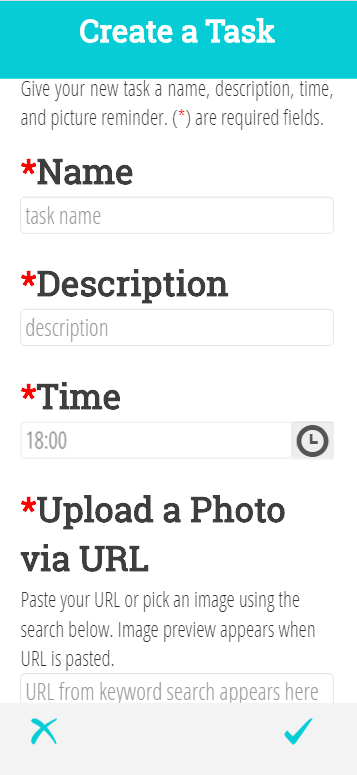 Create a Task
Give your new task a name, description, time,
and picture reminder. (*) are required fields.
*Name
task name
*Description
description
*Time
18:00
*Upload a Photo
via URL
Paste your URL or pick an image using the
search below. Image preview appears when
URL is pasted.
URL from keyword search appears here